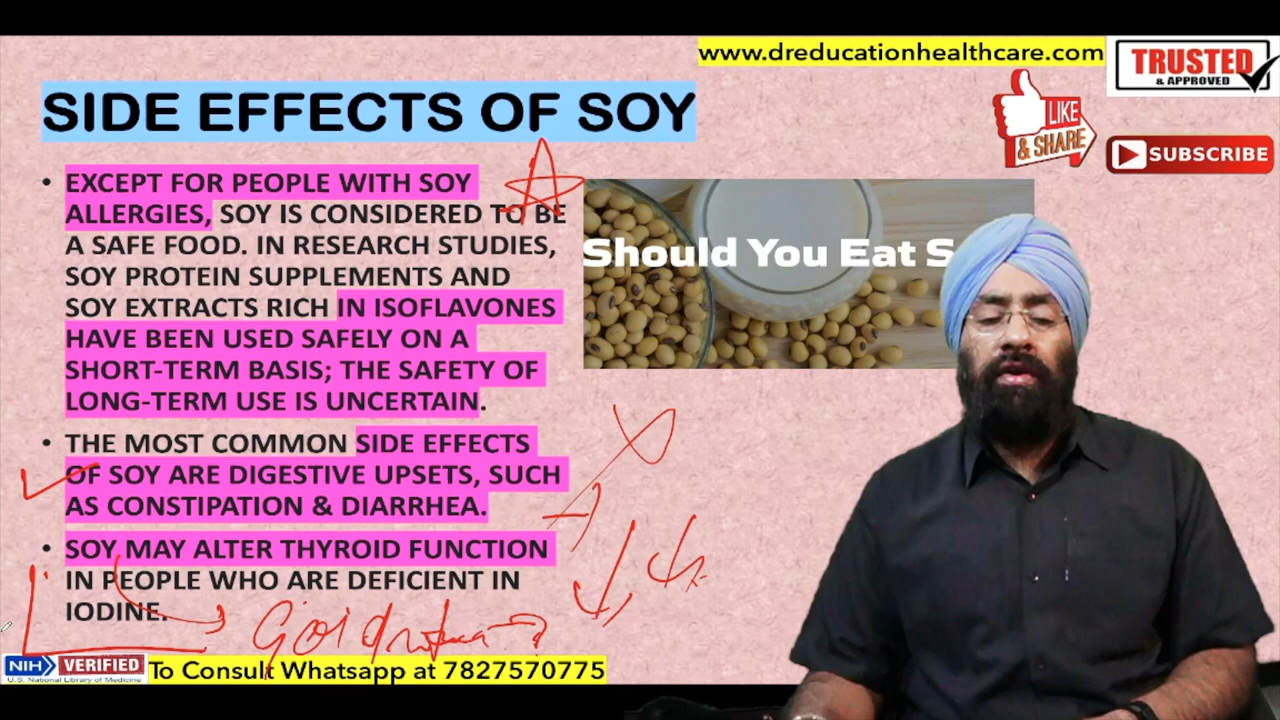 www.dreducationhealthcare.com
TRUSTED
& APPROVED
SIDE EFFECTS OF SOY
LIKE
& SHARE
SUBSCRIBE
• EXCEPT FOR PEOPLE WITH SOY
ALLERGIES, SOY IS CONSIDERED TO BE
A SAFE FOOD. IN RESEARCH STUDIES,
SOY PROTEIN SUPPLEMENTS AND
SOY EXTRACTS RICH IN ISOFLAVONES
HAVE BEEN USED SAFELY ON A
SHORT-TERM BASIS; THE SAFETY OF
LONG-TERM USE IS UNCERTAIN.
Should You Eat S
• THE MOST COMMON SIDE EFFECTS
OF SOY ARE DIGESTIVE UPSETS, SUCH
AS CONSTIPATION & DIARRHEA.
• SOY MAY ALTER THYROID FUNCTION
IN PEOPLE WHO ARE DEFICIENT IN
IODINE.
NIH VERIFIED
U.S. National Library of Medicine
To Consult Whatsapp at 7827570775